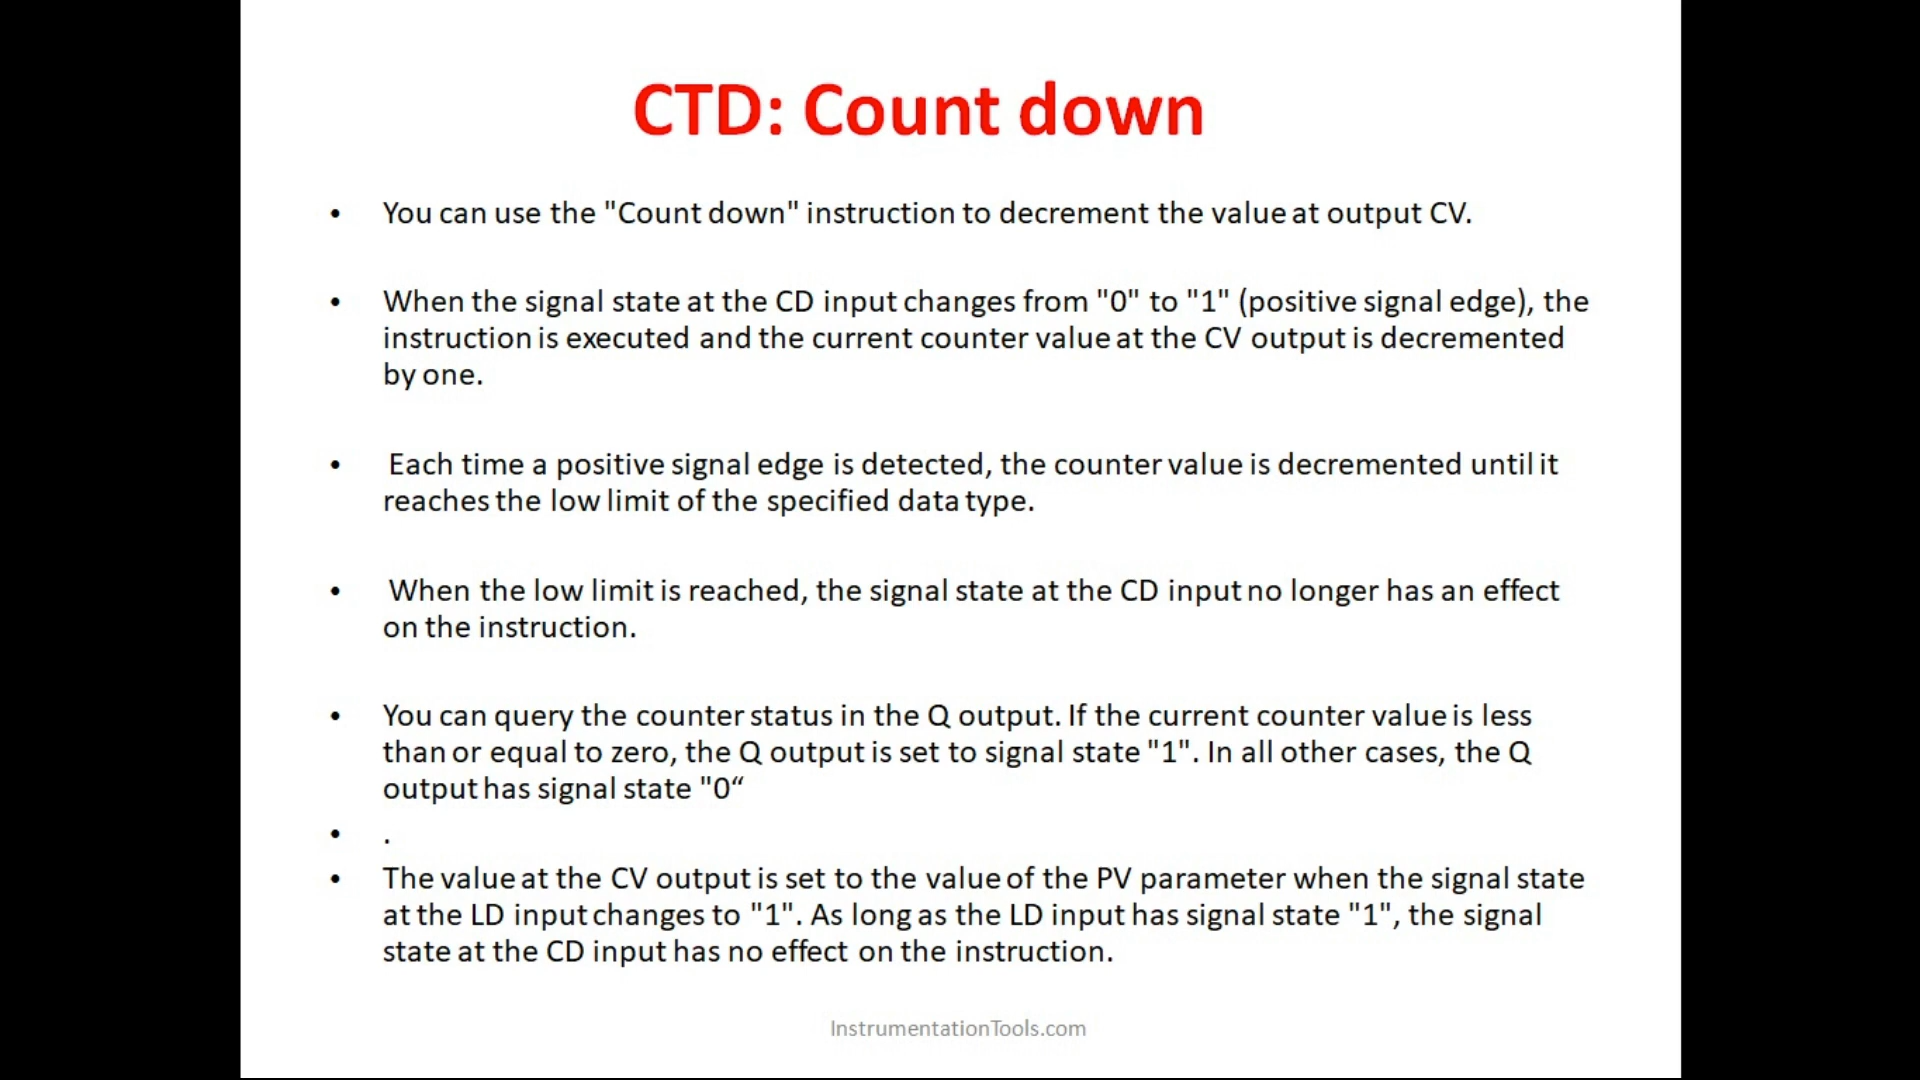 CTD: Count down
• You can use the "Count down" instruction to decrement the value at output CV.
• When the signal state at the CD input changes from "0" to "1" (positive signal edge), the
instruction is executed and the current counter value at the CV output is decremented
by one.
• Each time a positive signal edge is detected, the counter value is decremented until it
reaches the low limit of the specified data type.
• When the low limit is reached, the signal state at the CD input no longer has an effect
on the instruction.
• You can query the counter status in the Q output. If the current counter value is less
than or equal to zero, the Q output is set to signal state "1". In all other cases, the Q
output has signal state "0“
• .
• The value at the CV output is set to the value of the PV parameter when the signal state
at the LD input changes to "1". As long as the LD input has signal state "1", the signal
state at the CD input has no effect on the instruction.
InstrumentationTools.com